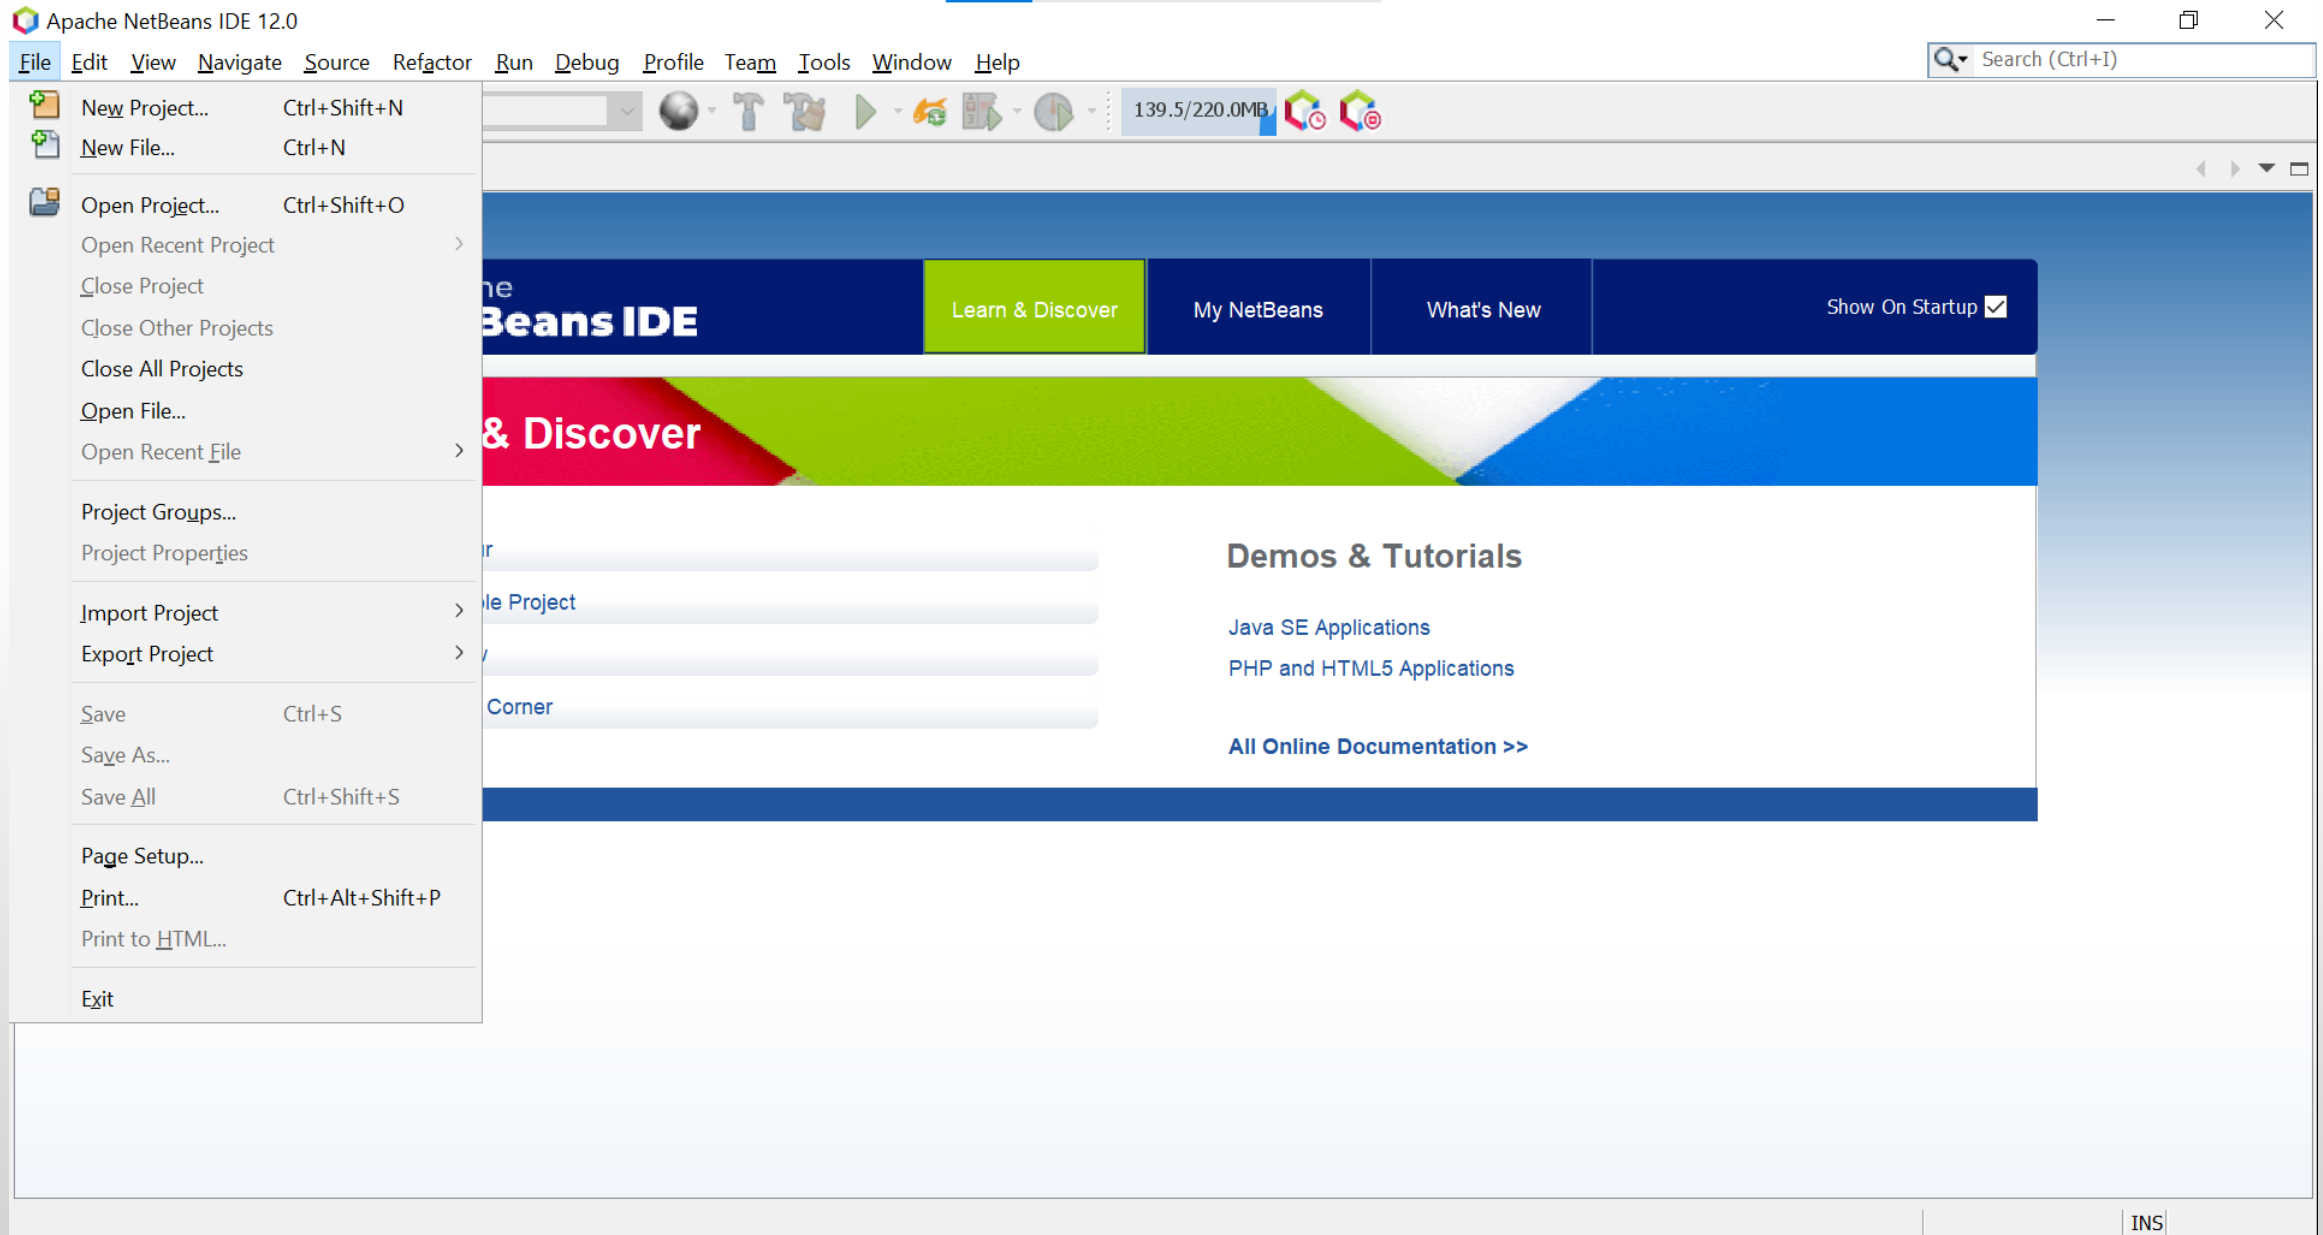 Apache NetBeans IDE 12.0
File Edit View Navigate Source Refactor Run Debug Profile Team Tools Window Help
Search (Ctrl+I)
New Project... Ctrl+Shift+N
New File... Ctrl+N
139.5/220.0MB
Open Project... Ctrl+Shift+O
Open Recent Project
Close Project
Close Other Projects
Close All Projects
Open File...
Open Recent File
Project Groups...
Project Properties
Import Project
Export Project
Save Ctrl+S
Save As...
Save All Ctrl+Shift+S
Page Setup...
Print... Ctrl+Alt+Shift+P
Print to HTML...
Exit
Beans IDE
Learn & Discover
My NetBeans
What's New
Show On Startup
& Discover
Project
Corner
Demos & Tutorials
Java SE Applications
PHP and HTML5 Applications
All Online Documentation >>
INS